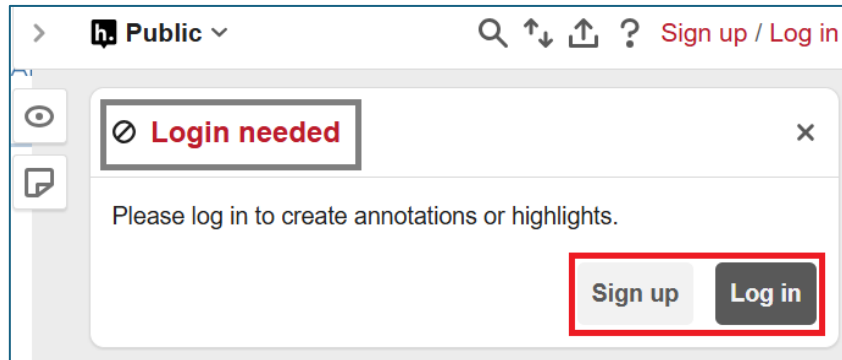 h. Public
? Sign up / Log in
Login needed
Please log in to create annotations or highlights.
Sign up Log in